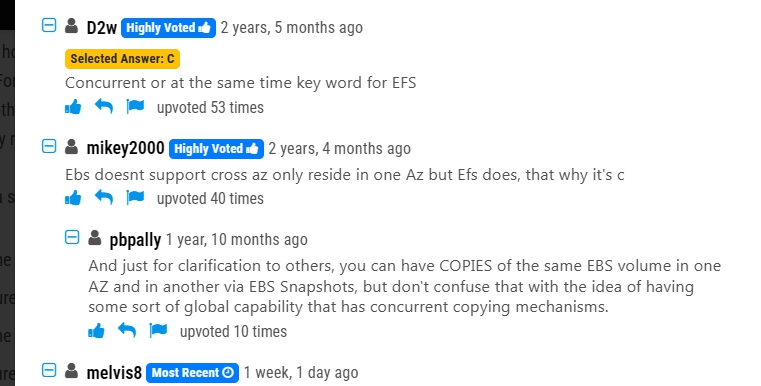 D2w Highly Voted 2 years, 5 months ago
Selected Answer: C
Concurrent or at the same time key word for EFS
upvoted 53 times
mikey2000 Highly Voted 2 years, 4 months ago
Ebs doesnt support cross az only reside in one Az but Efs does, that why it's c
upvoted 40 times
pbpally 1 year, 10 months ago
And just for clarification to others, you can have COPIES of the same EBS volume in one
AZ and in another via EBS Snapshots, but don't confuse that with the idea of having
some sort of global capability that has concurrent copying mechanisms.
upvoted 10 times
melvis8 Most Recent 1 week, 1 day ago